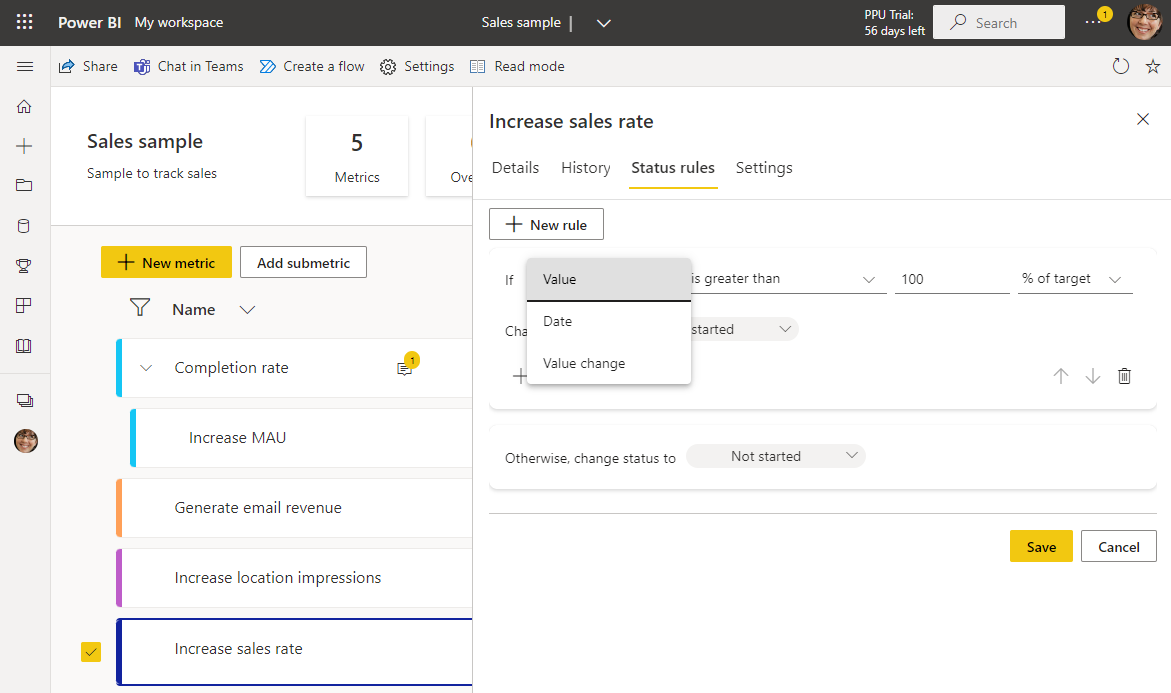 Power BI My workspace
Sales sample
PPU Trial:
56 days left
Search
1
Share
Chat in Teams
Create a flow
Settings
Read mode
Sales sample
Sample to track sales
5
Metrics
Ove
New metric
Add submetric
Name
Completion rate
1
Increase MAU
Generate email revenue
Increase location impressions
Increase sales rate
Increase sales rate
Details
History
Status rules
Settings
New rule
If
Value
is greater than
100
% of target
Date
Value change
Cha
started
Otherwise, change status to
Not started
Save
Cancel